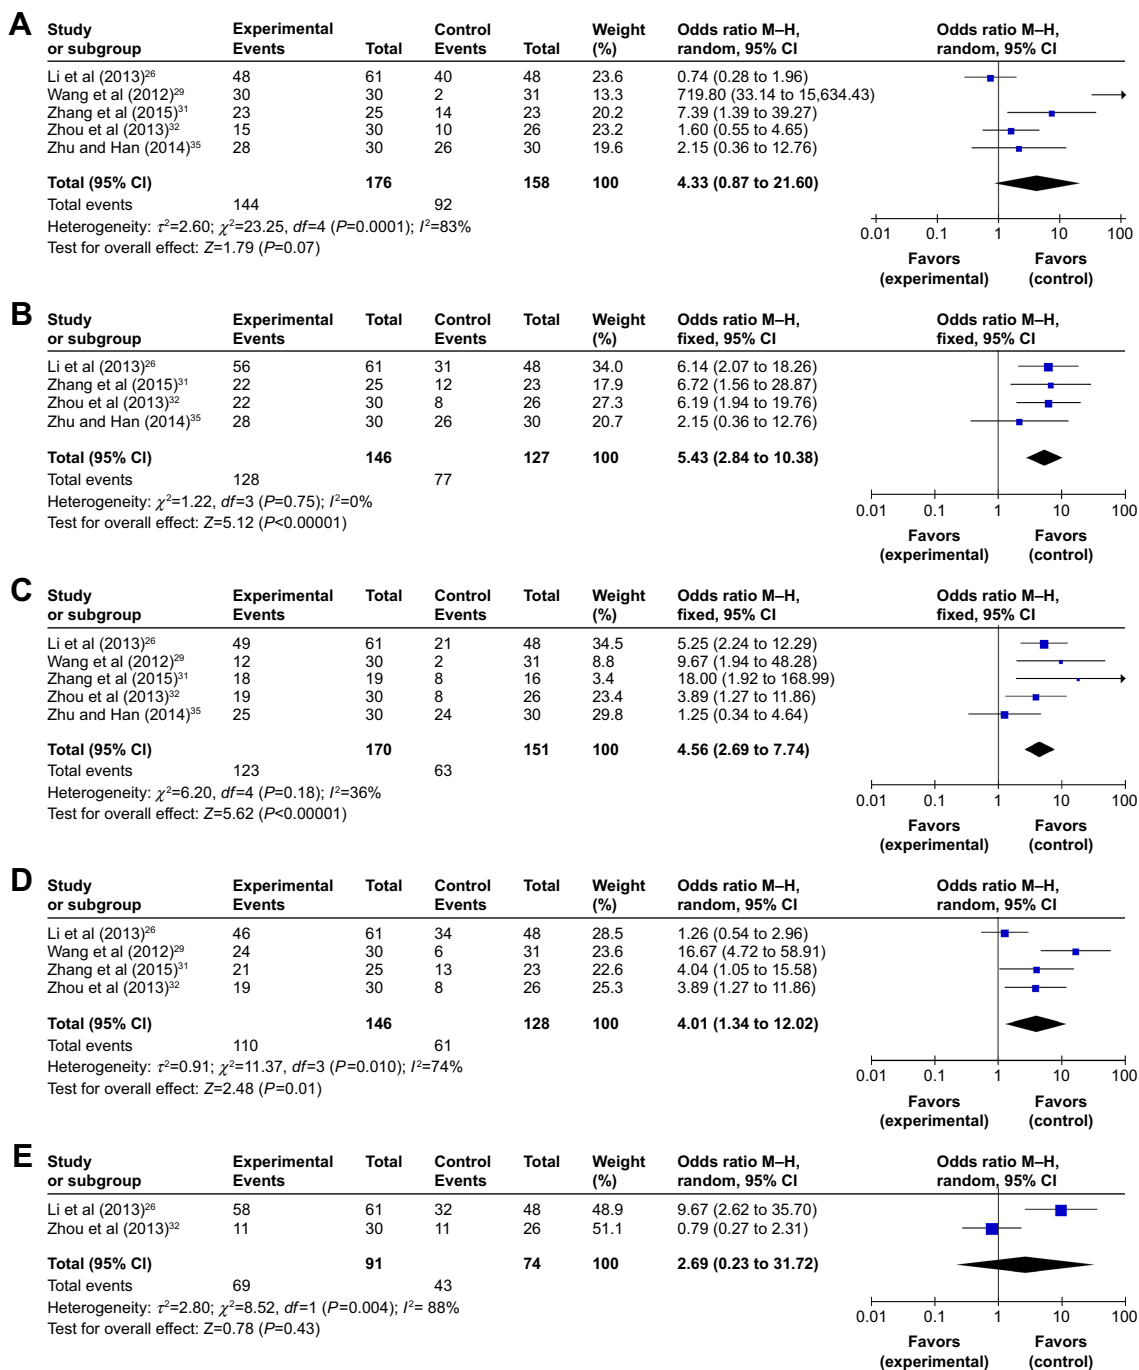 A
Study Experimental Control Weight Odds ratio M–H, Odds ratio M–H,
or subgroup Events Total Events Total (%) random, 95% CI random, 95% CI
Li et al (2013)26 48 61 40 48 23.6 0.74 (0.28 to 1.96)
Wang et al (2012)29 30 30 2 31 13.3 719.80 (33.14 to 15,634.43)
Zhang et al (2015)31 23 25 14 23 20.2 7.39 (1.39 to 39.27)
Zhou et al (2013)32 15 30 10 26 23.2 1.60 (0.55 to 4.65)
Zhu and Han (2014)35 28 30 26 30 19.6 2.15 (0.36 to 12.76)
Total (95% CI) 176 158 100 4.33 (0.87 to 21.60)
Total events 144 92
Heterogeneity: τ²=2.60; χ²=23.25, df=4 (P=0.0001); I²=83%
Test for overall effect: Z=1.79 (P=0.07)
0.01 0.1 1 10 100
Favors Favors
(experimental) (control)
B
Study Experimental Total Control Total Weight Odds ratio M–H, Odds ratio M–H,
or subgroup Events Events (%) fixed, 95% CI fixed, 95% CI
Li et al (2013)26 56 61 31 48 34.0 6.14 (2.07 to 18.26)
Zhang et al (2015)31 22 25 12 23 17.9 6.72 (1.56 to 28.87)
Zhou et al (2013)32 22 30 8 26 27.3 6.19 (1.94 to 19.76)
Zhu and Han (2014)35 28 30 26 30 20.7 2.15 (0.36 to 12.76)
Total (95% CI) 146 127 100 5.43 (2.84 to 10.38)
Total events 128 77
Heterogeneity: χ²=1.22, df=3 (P=0.75); I²=0%
Test for overall effect: Z=5.12 (P<0.00001)
0.01 0.1 1 10 100
Favors Favors
(experimental) (control)
C
Study Experimental Total Control Total Weight Odds ratio M–H, Odds ratio M–H,
or subgroup Events Events (%) fixed, 95% CI fixed, 95% CI
Li et al (2013)26 49 61 21 48 34.5 5.25 (2.24 to 12.29)
Wang et al (2012)29 12 30 2 31 8.8 9.67 (1.94 to 48.28)
Zhang et al (2015)31 18 19 8 16 3.4 18.00 (1.92 to 168.99)
Zhou et al (2013)32 19 30 8 26 23.4 3.89 (1.27 to 11.86)
Zhu and Han (2014)35 25 30 24 30 29.8 1.25 (0.34 to 4.64)
Total (95% CI) 170 151 100 4.56 (2.69 to 7.74)
Total events 123 63
Heterogeneity: χ²=6.20, df=4 (P=0.18); I²=36%
Test for overall effect: Z=5.62 (P<0.00001)
0.01 0.1 1 10 100
Favors Favors
(experimental) (control)
D
Study Experimental Total Control Total Weight Odds ratio M–H, Odds ratio M–H,
or subgroup Events Events (%) random, 95% CI random, 95% CI
Li et al (2013)26 46 61 34 48 28.5 1.26 (0.54 to 2.96)
Wang et al (2012)29 24 30 6 31 23.6 16.67 (4.72 to 58.91)
Zhang et al (2015)31 21 25 13 23 22.6 4.04 (1.05 to 15.58)
Zhou et al (2013)32 19 30 8 26 25.3 3.89 (1.27 to 11.86)
Total (95% CI) 146 128 100 4.01 (1.34 to 12.02)
Total events 110 61
Heterogeneity: τ²=0.91; χ²=11.37, df=3 (P=0.010); I²=74%
Test for overall effect: Z=2.48 (P=0.01)
0.01 0.1 1 10 100
Favors Favors
(experimental) (control)
E
Study Experimental Total Control Total Weight Odds ratio M–H, Odds ratio M–H,
or subgroup Events Events (%) random, 95% CI random, 95% CI
Li et al (2013)26 58 61 32 48 48.9 9.67 (2.62 to 35.70)
Zhou et al (2013)32 11 30 11 26 51.1 0.79 (0.27 to 2.31)
Total (95% CI) 91 74 100 2.69 (0.23 to 31.72)
Total events 69 43
Heterogeneity: τ²=2.80; χ²=8.52, df=1 (P=0.004); I²= 88%
Test for overall effect: Z=0.78 (P=0.43)
0.01 0.1 1 10 100
Favors Favors
(experimental) (control)